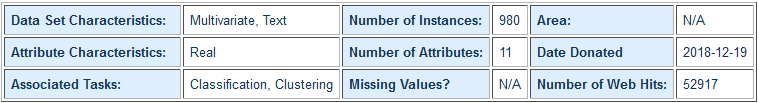 Data Set Characteristics: Multivariate, Text Number of Instances: 980 Area: N/A
Attribute Characteristics: Real Number of Attributes: 11 Date Donated 2018-12-19
Associated Tasks: Classification, Clustering Missing Values? N/A Number of Web Hits: 52917